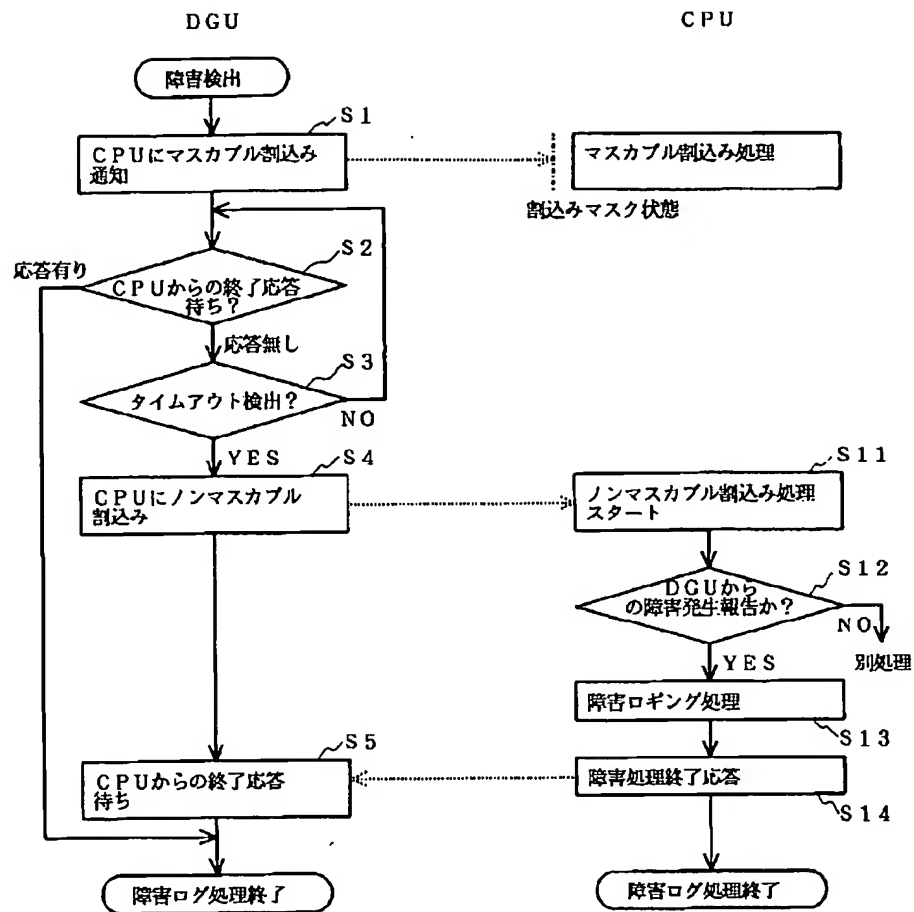 DGU
CPU
障害検出
S1
CPUにマスカブル割込み
通知
マスカブル割込み処理
割込みマスク状態
S2
応答有り
CPUからの終了応答
待ち?
応答無し
S3
タイムアウト検出?
NO
YES
S4
CPUにノンマスカブル
割込み
S11
ノンマスカブル割込み処理
スタート
S12
DGUから
の障害発生報告か?
NO
YES
別処理
障害ロギング処理
S13
S5
CPUからの終了応答
待ち
障害処理終了応答
S14
障害ログ処理終了
障害ログ処理終了